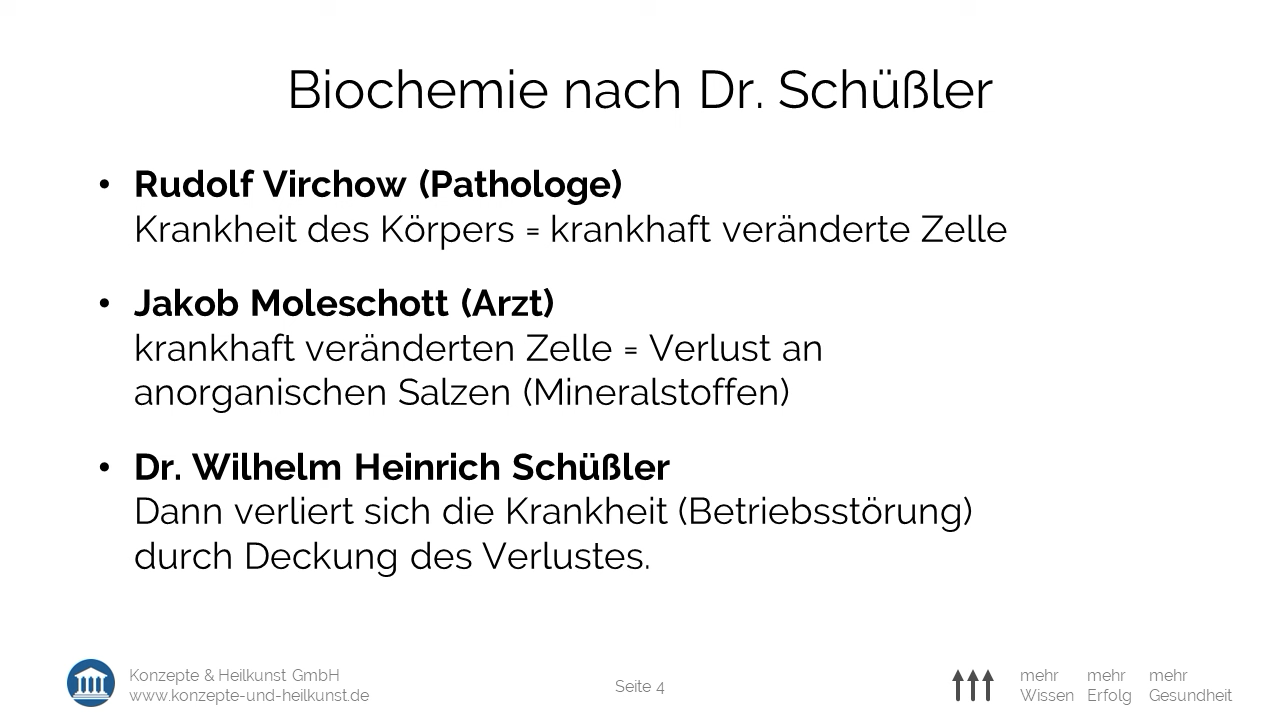 Biochemie nach Dr. Schüßler
• Rudolf Virchow (Pathologe)
Krankheit des Körpers = krankhaft veränderte Zelle
• Jakob Moleschott (Arzt)
krankhaft veränderten Zelle = Verlust an
anorganischen Salzen (Mineralstoffen)
• Dr. Wilhelm Heinrich Schüßler
Dann verliert sich die Krankheit (Betriebsstörung)
durch Deckung des Verlustes.
Konzepte & Heilkunst GmbH
www.konzepte-und-heilkunst.de
Seite 4
mehr mehr mehr
Wissen Erfolg Gesundheit